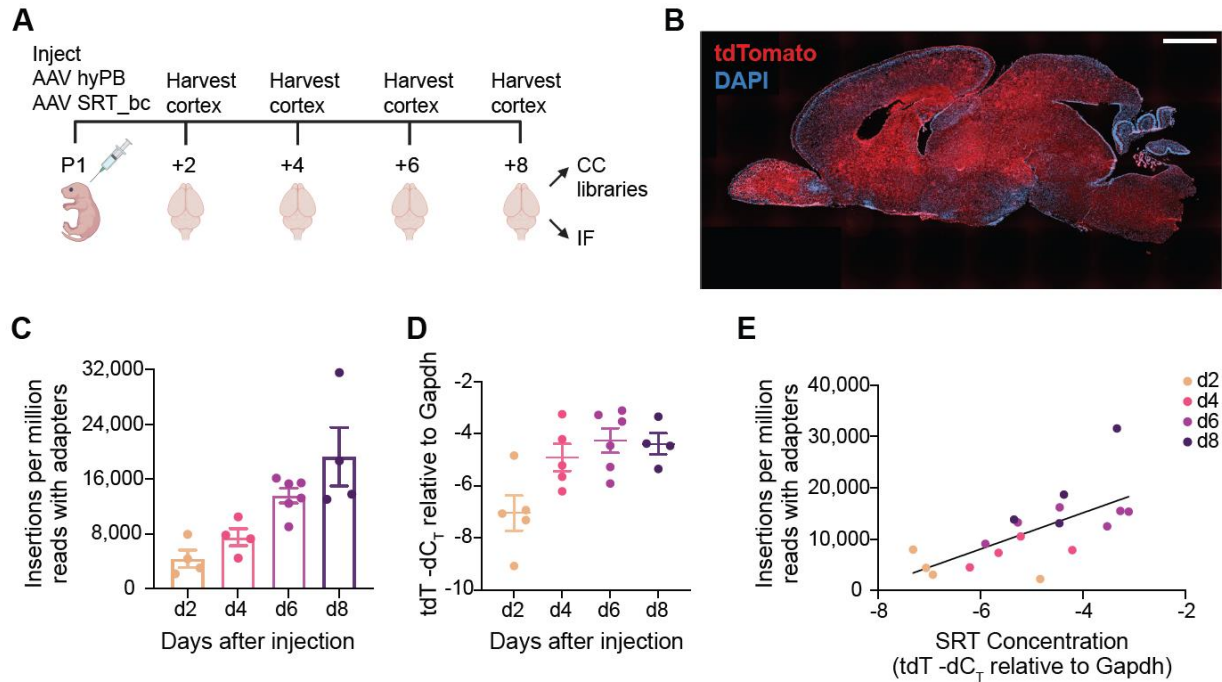 A
Inject
AAV hyPB
AAV SRT_bc
Harvest
cortex
Harvest
cortex
Harvest
cortex
Harvest
cortex
P1
+2
+4
+6
+8
CC
libraries
IF
B
tdTomato
DAPI
C
Insertions per million
reads with adapters
32,000
24,000
16,000
8,000
0
d2
d4
d6
d8
Days after injection
D
tdT -dCT relative to Gapdh
-2
-4
-6
-8
-10
d2
d4
d6
d8
Days after injection
E
Insertions per million
reads with adapters
40,000
30,000
20,000
10,000
0
-8
-6
-4
-2
SRT Concentration
(tdT -dCT relative to Gapdh)
d2
d4
d6
d8